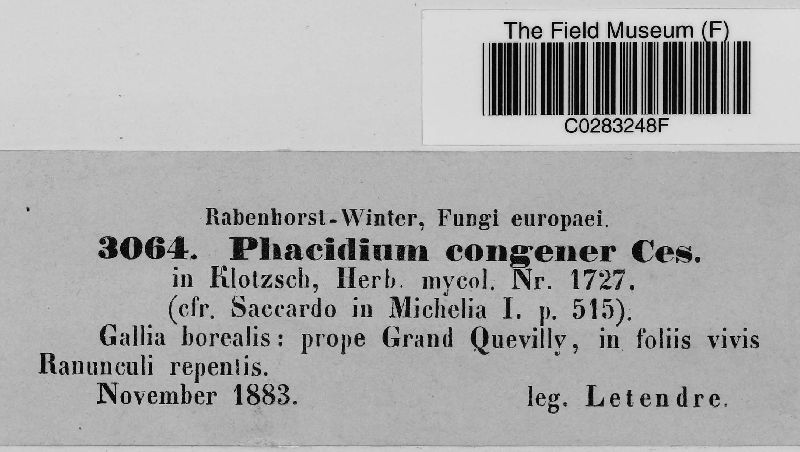 The Field Museum (F)
C0283248F
Rabenhorst-Winter, Fungi europaei.
3064. Phacidium congener Ces.
in Klotzsch, Herb. mycol. Nr. 1727.
(cfr. Saccardo in Michelia I. p. 515).
Gallia borealis: prope Grand Quevilly, in foliis vivis
Ranunculi repentis.
November 1883. leg. Letendre.